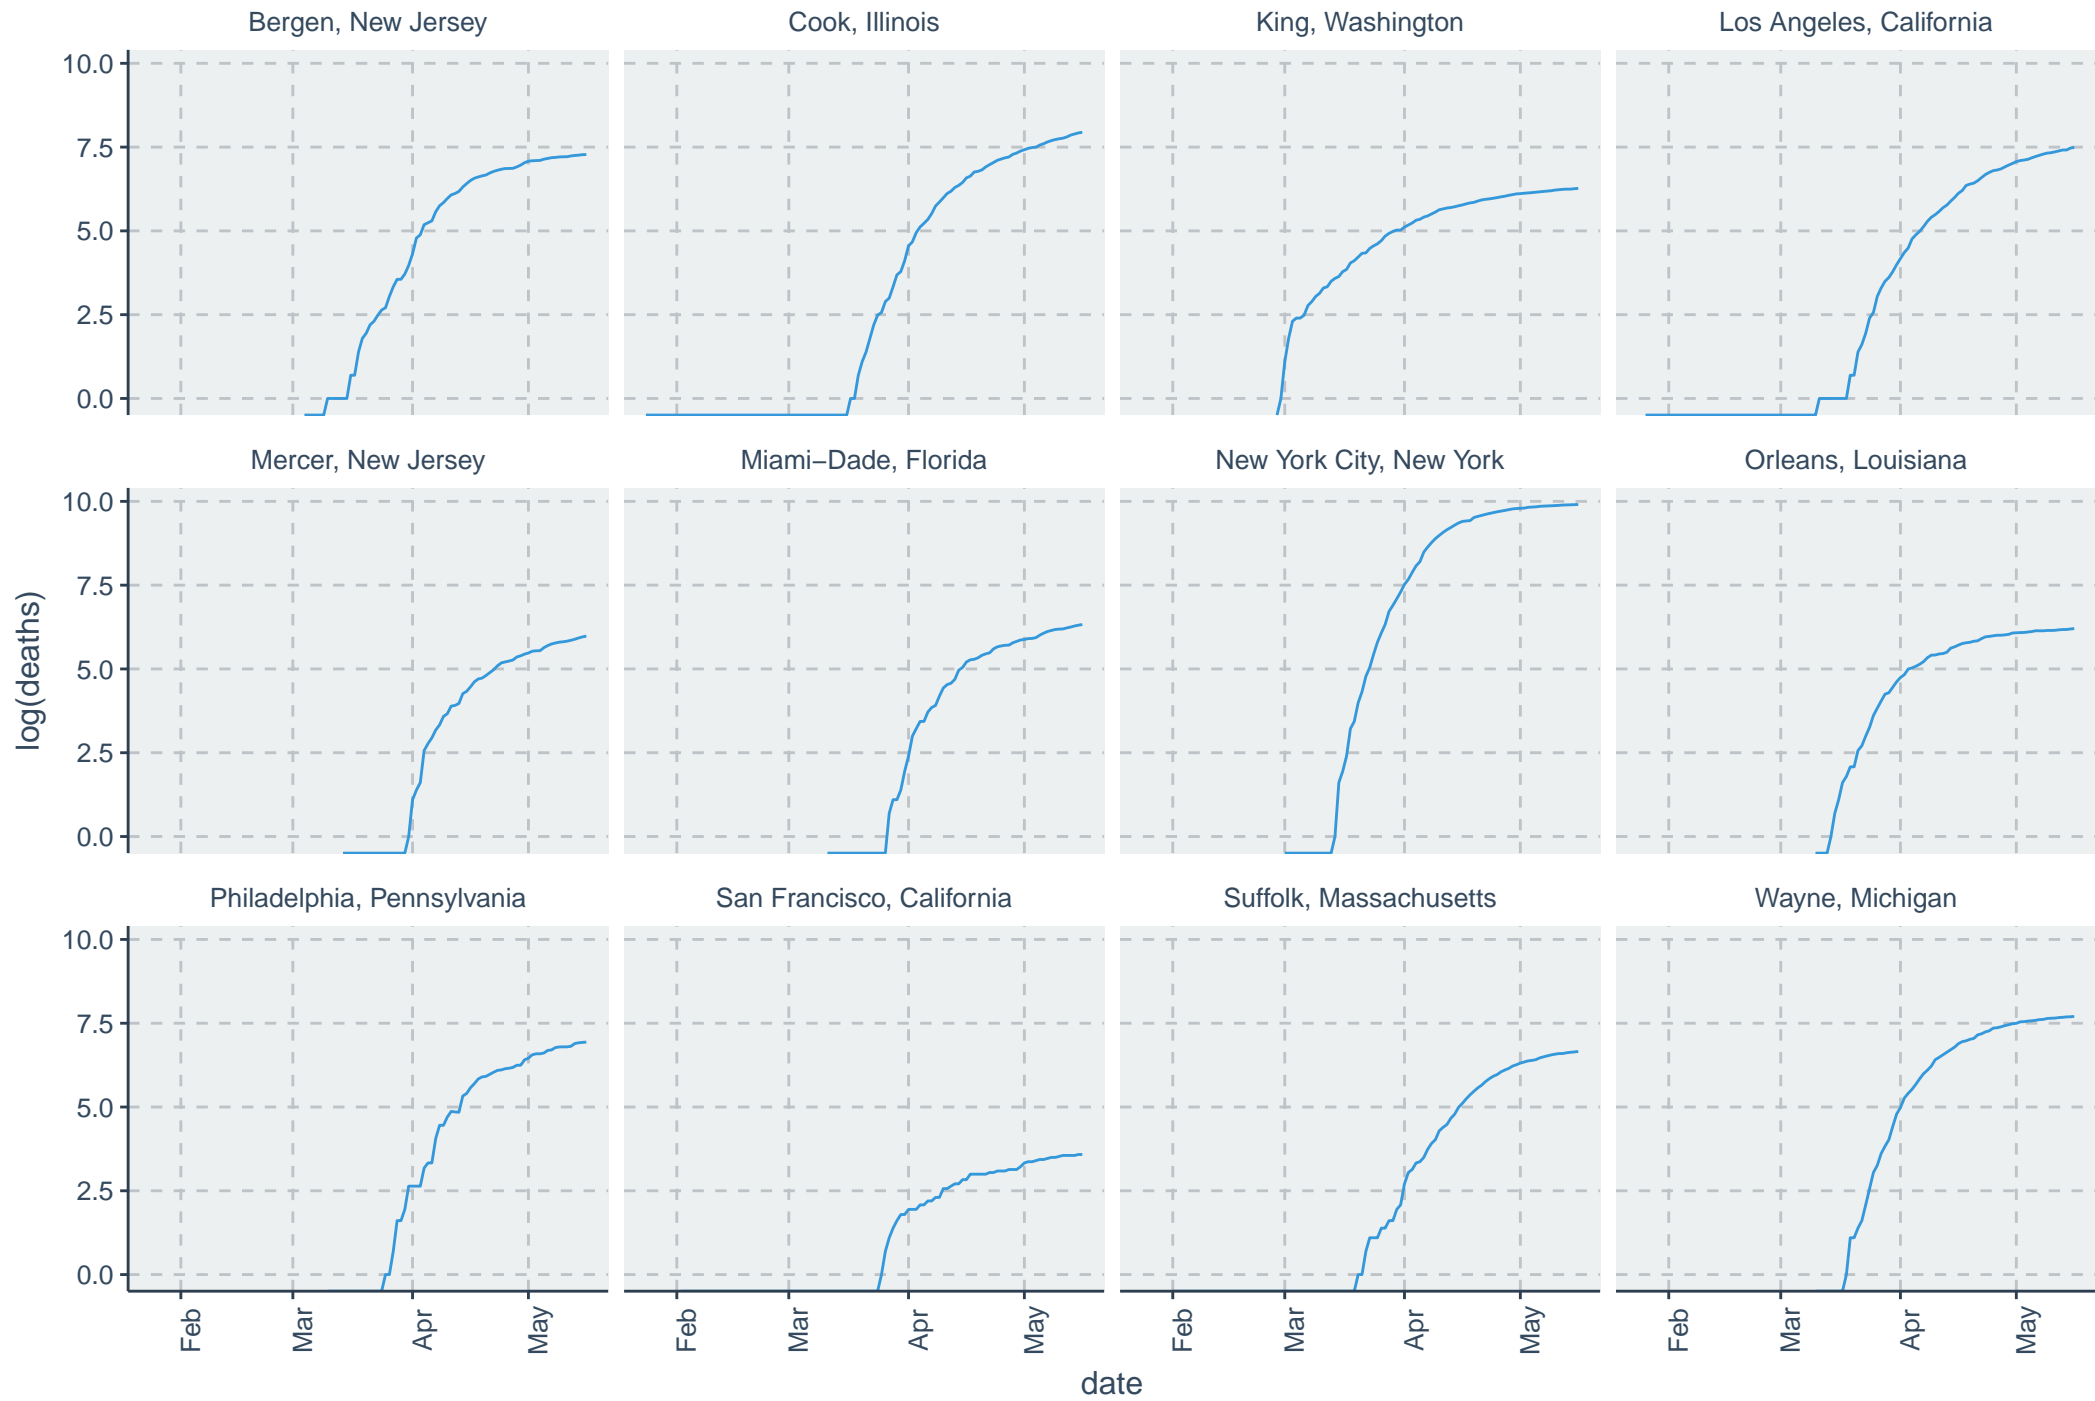 Bergen, New Jersey
Cook, Illinois
King, Washington
Los Angeles, California
10.0
7.5
5.0
2.5
0.0
Mercer, New Jersey
Miami−Dade, Florida
New York City, New York
Orleans, Louisiana
10.0
7.5
5.0
2.5
0.0
log(deaths)
Philadelphia, Pennsylvania
San Francisco, California
Suffolk, Massachusetts
Wayne, Michigan
10.0
7.5
5.0
2.5
0.0
Feb
Mar
Apr
May
Feb
Mar
Apr
May
Feb
Mar
Apr
May
Feb
Mar
Apr
May
date